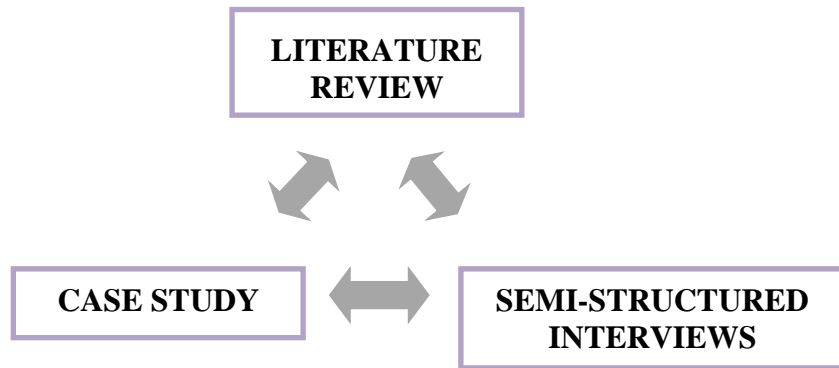 LITERATURE
REVIEW
CASE STUDY
SEMI-STRUCTURED
INTERVIEWS